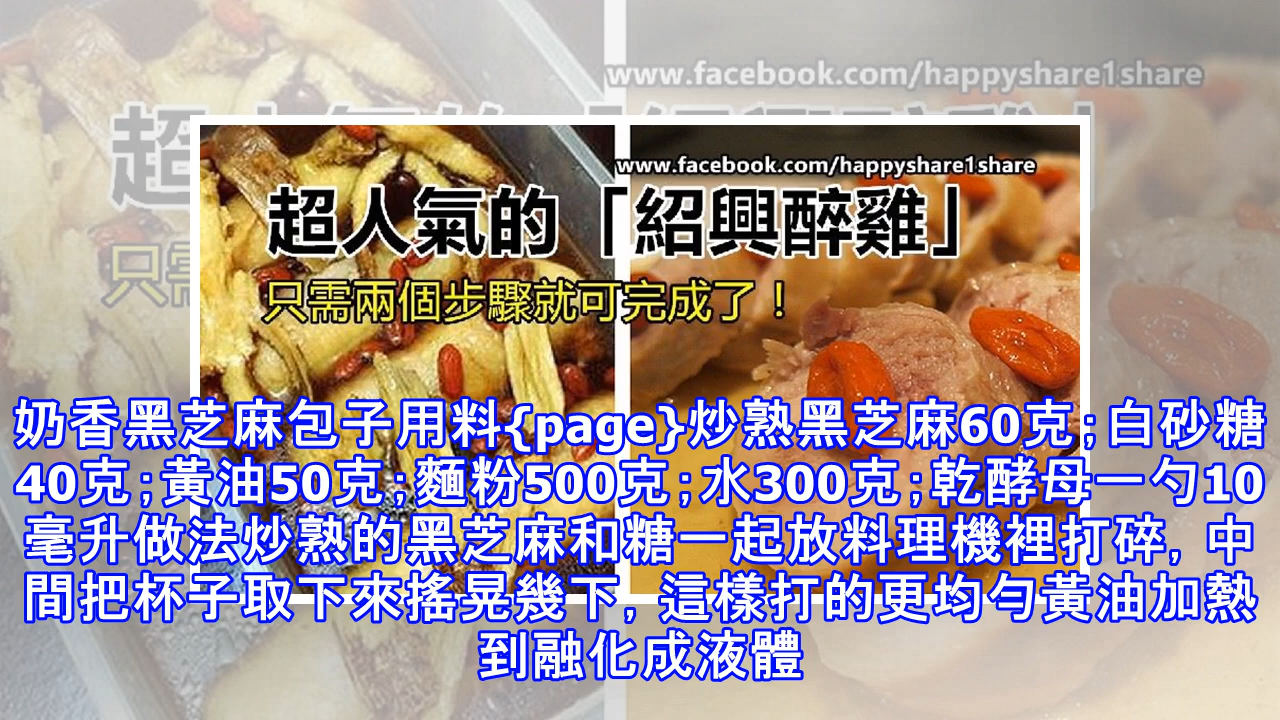 www.facebook.com/happyshare1share
www.facebook.com/happyshare1share
超人氣的「紹興醉雞」
只需兩個步驟就可完成了！
奶香黑芝麻包子用料{page}炒熟黑芝麻60克;白砂糖
40克;黃油50克;麵粉500克;水300克;乾酵母一勺10
毫升做法炒熟的黑芝麻和糖一起放料理機裡打碎, 中
間把杯子取下來搖晃幾下, 這樣打的更均勻黃油加熱
到融化成液體